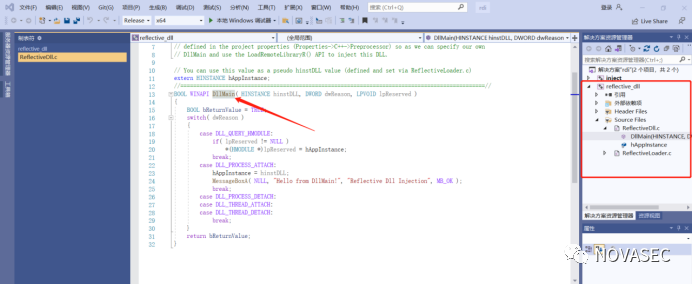 文件(F) 编辑(E) 视图(V) Git(G) 项目(P) 生成(B) 调试(D) 测试(S) 分析(N) 工具(T) 扩展(X) 窗口(W) 帮助(H) 搜索(Ctrl+Q) rdi 登录
Release x64 本地 Windows 调试器 Live Share
reflective_dll
ReflectiveDll.c
reflective_dll (全局范围) DllMain(HINSTANCE hinstDLL, DWORD dwReason
7 // defined in the project properties (Properties->C++->Preprocessor) so as we can specify our own
8 // DllMain and use the LoadRemoteLibraryR() API to inject this DLL.
9
10 // You can use this value as a pseudo hinstDLL value (defined and set via ReflectiveLoader.c)
11 extern HINSTANCE hAppInstance;
12 //===============================================================================================//
13 BOOL WINAPI DllMain( HINSTANCE hinstDLL, DWORD dwReason, LPVOID lpReserved )
14 {
15 BOOL bReturnValue = TRUE;
16 switch( dwReason )
17 {
18 case DLL_QUERY_HMODULE:
19 if( lpReserved != NULL )
20 *(HMODULE *)lpReserved = hAppInstance;
21 break;
22 case DLL_PROCESS_ATTACH:
23 hAppInstance = hinstDLL;
24 MessageBoxA( NULL, "Hello from DllMain!", "Reflective Dll Injection", MB_OK );
25 break;
26 case DLL_PROCESS_DETACH:
27 case DLL_THREAD_ATTACH:
28 case DLL_THREAD_DETACH:
29 break;
30 }
31 return bReturnValue;
32 }
解决方案资源管理器
搜索解决方案资源管理器(Ctrl+;)
解决方案"rdi"(2 个项目，共 2 个)
inject
reflective_dll
引用
外部依赖项
Header Files
Source Files
ReflectiveDll.c
DllMain(HINSTANCE, D
hAppInstance
ReflectiveLoader.c
解决方案资源管理器 资源视图
属性
NOVASEC